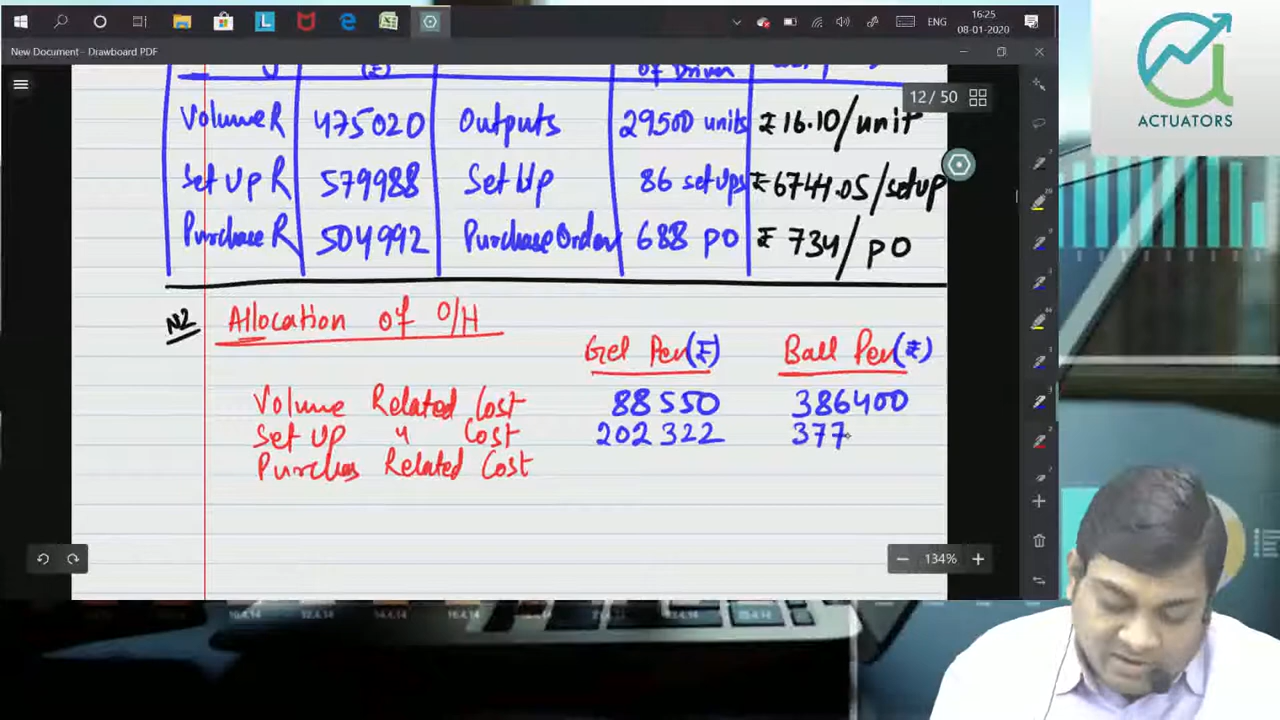 16:25
ENG
08-01-2020
New Document - Drawboard PDF
(₹) of Driver
12 / 50
Volume R 475020 Outputs 29500 units ₹16.10/unit
Set Up R 579988 Set Up 86 setups ₹6744.05/setup
Purchase R 504992 Purchase Order 688 PO ₹734/PO
N2 Allocation of O/H
Gel Pen(₹) Ball Pen(₹)
Volume Related Cost 88550 386400
Set Up " Cost 202322 377
Purchas Related Cost
134%
ACTUATORS